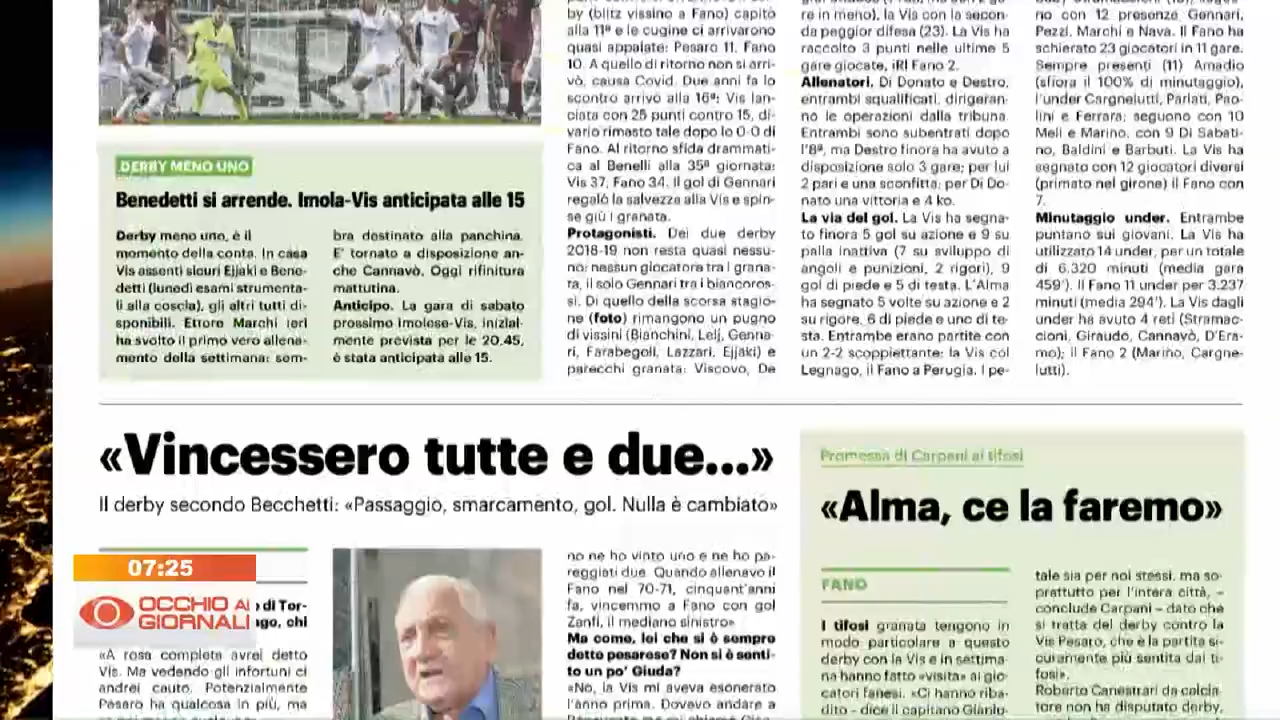 by (blitz vissino a Fano) capitò
alla 11ª e le cugine ci arrivarono
quasi appaiate: Pesaro 11, Fano
10. A quello di ritorno non si arri-
vò, causa Covid. Due anni fa lo
scontro arrivò alla 16ª: Vis lan-
ciata con 25 punti contro 15, di-
vario rimasto tale dopo lo 0-0 di
Fano. Al ritorno sfida drammati-
ca al Benelli alla 35ª giornata:
Vis 37, Fano 34. Il gol di Gennari
regalò la salvezza alla Vis e spin-
se giù i granata.
Protagonisti. Dei due derby
2018-19 non resta quasi nessu-
no: nessun giocatore tra i grana-
ta, il solo Gennari tra i biancoros-
si. Di quello della scorsa stagio-
ne (foto) rimangono un pugno
di vissini (Bianchini, Lelj, Genna-
ri, Farabegoli, Lazzari, Ejjaki) e
parecchi granata: Viscovo, De
re in meno), la Vis con la secon-
da peggior difesa (23). La Vis ha
raccolto 3 punti nelle ultime 5
gare giocate, iRl Fano 2.
Allenatori. Di Donato e Destro,
entrambi squalificati, dirigeran-
no le operazioni dalla tribuna.
Entrambi sono subentrati dopo
l'8ª, ma Destro finora ha avuto a
disposizione solo 3 gare; per lui
2 pari e una sconfitta; per Di Do-
nato una vittoria e 4 ko.
La via del gol. La Vis ha segna-
to finora 5 gol su azione e 9 su
palla inattiva (7 su sviluppo di
angoli e punizioni, 2 rigori), 9
gol di piede e 5 di testa. L'Alma
ha segnato 5 volte su azione e 2
su rigore, 6 di piede e uno di te-
sta. Entrambe erano partite con
un 2-2 scoppiettante: la Vis col
Legnago, il Fano a Perugia. I pe-
no con 12 presenze Gennari,
Pezzi, Marchi e Nava. Il Fano ha
schierato 23 giocatori in 11 gare.
Sempre presenti (11) Amadio
(sfiora il 100% di minutaggio),
l'under Cargnelutti, Parlati, Pao-
lini e Ferrara; seguono con 10
Meli e Marino, con 9 Di Sabati-
no, Baldini e Barbuti. La Vis ha
segnato con 12 giocatori diversi
(primato nel girone) il Fano con
7.
Minutaggio under. Entrambe
puntano sui giovani. La Vis ha
utilizzato 14 under, per un totale
di 6.320 minuti (media gara
459'). Il Fano 11 under per 3.237
minuti (media 294'). La Vis dagli
under ha avuto 4 reti (Stramac-
cioni, Giraudo, Cannavò, D'Era-
mo); il Fano 2 (Marino, Cargne-
lutti).
DERBY MENO UNO
Benedetti si arrende. Imola-Vis anticipata alle 15
Derby meno uno, è il
momento della conta. In casa
Vis assenti sicuri Ejjaki e Bene-
detti (lunedì esami strumenta-
li alla coscia), gli altri tutti di-
sponibili. Ettore Marchi ieri
ha svolto il primo vero allena-
mento della settimana: sem-
bra destinato alla panchina.
E' tornato a disposizione an-
che Cannavò. Oggi rifinitura
mattutina.
Anticipo. La gara di sabato
prossimo Imolese-Vis, inizial-
mente prevista per le 20.45,
è stata anticipata alle 15.
«Vincessero tutte e due...»
Il derby secondo Becchetti: «Passaggio, smarcamento, gol. Nulla è cambiato»
di Tor-
ago, chi
«A rosa completa avrei detto
Vis. Ma vedendo gli infortuni ci
andrei cauto. Potenzialmente
Pesaro ha qualcosa in più, ma
no ne ho vinto uno e ne ho pa-
reggiati due. Quando allenavo il
Fano nel 70-71, cinquant'anni
fa, vincemmo a Fano con gol
Zanfi, il mediano sinistro»
Ma come, lei che si è sempre
detto pesarese? Non si è senti-
to un po' Giuda?
«No, la Vis mi aveva esonerato
l'anno prima. Dovevo andare a
Promessa di Carpani ai tifosi
«Alma, ce la faremo»
FANO
I tifosi granata tengono in
modo particolare a questo
derby con la Vis e in settima-
na hanno fatto «visita» ai gio-
catori fanesi. «Ci hanno riba-
dito – dice il capitano Gianlu-
tale sia per noi stessi, ma so-
prattutto per l'intera città, –
conclude Carpani – dato che
si tratta del derby contro la
Vis Pesaro, che è la partita si-
curamente più sentita dai ti-
fosi».
Roberto Canestrari da calcia-
tore non ha disputato derby,
07:25
OCCHIO AI
GIORNALI